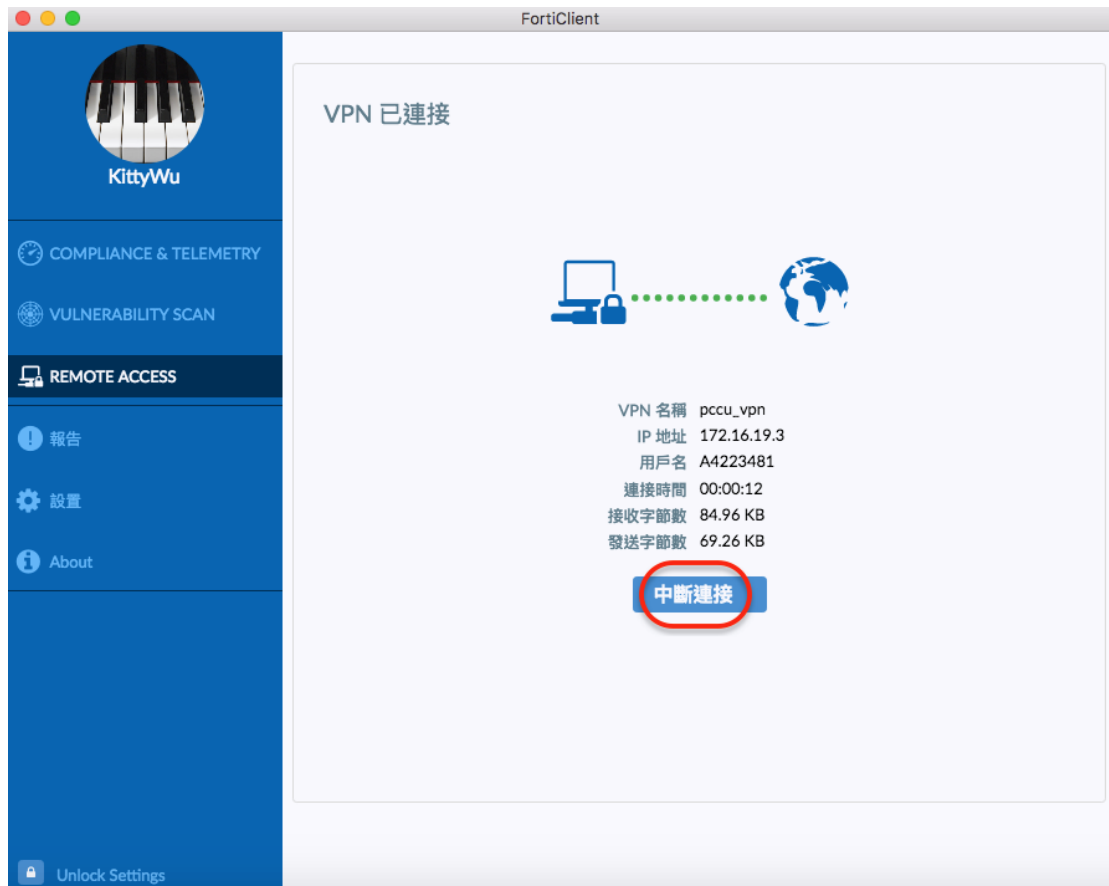 FortiClient
KittyWu
COMPLIANCE & TELEMETRY
VULNERABILITY SCAN
REMOTE ACCESS
報告
設置
About
Unlock Settings
VPN 已連接
VPN 名稱 pccu_vpn
IP 地址 172.16.19.3
用戶名 A4223481
連接時間 00:00:12
接收字節數 84.96 KB
發送字節數 69.26 KB
中斷連接